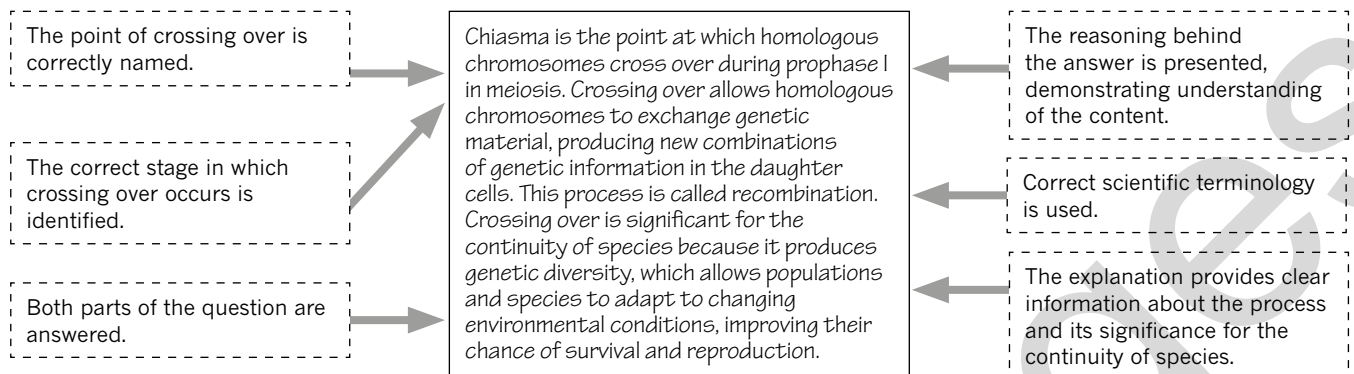 The point of crossing over is
correctly named.
The correct stage in which
crossing over occurs is
identified.
Both parts of the question are
answered.
Chiasma is the point at which homologous
chromosomes cross over during prophase I
in meiosis. Crossing over allows homologous
chromosomes to exchange genetic
material, producing new combinations
of genetic information in the daughter
cells. This process is called recombination.
Crossing over is significant for the
continuity of species because it produces
genetic diversity, which allows populations
and species to adapt to changing
environmental conditions, improving their
chance of survival and reproduction.
The reasoning behind
the answer is presented,
demonstrating understanding
of the content.
Correct scientific terminology
is used.
The explanation provides clear
information about the process
and its significance for the
continuity of species.
ges